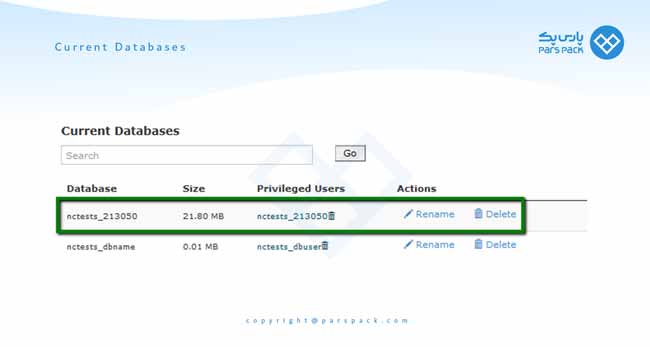 Current Databases
پارس پک
PARS PACK
Current Databases
Search Go
Database Size Privileged Users Actions
nctests_213050 21.80 MB nctests_213050 Rename Delete
nctests_dbname 0.01 MB nctests_dbuser Rename Delete
copyright@parspack.com